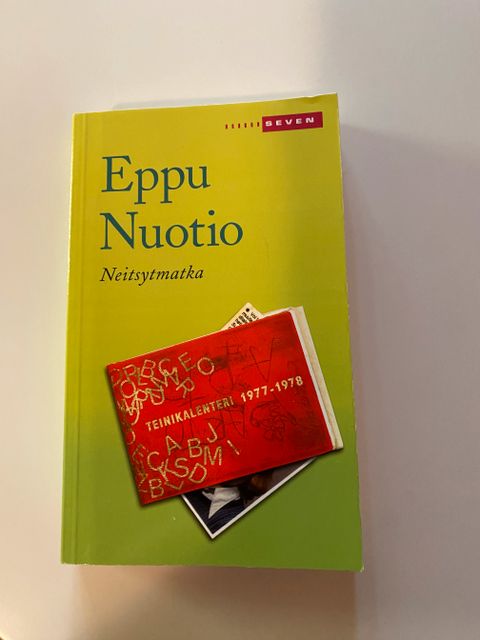 SEVEN
Eppu
Nuotio
Neitsytmatka
TEINIKALENTERI 1977-1978